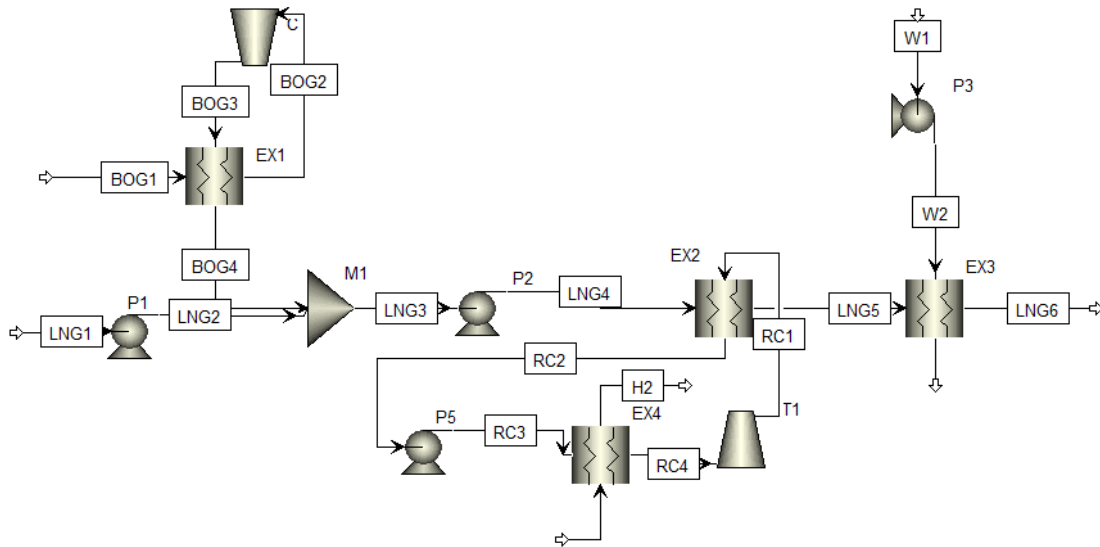 C
W1
BOG2
BOG3
P3
EX1
BOG1
W2
BOG4
EX2
EX3
M1
P2
P1
LNG2
LNG4
LNG3
LNG5
LNG6
LNG1
RC1
RC2
H2
P5
RC3
EX4
T1
RC4